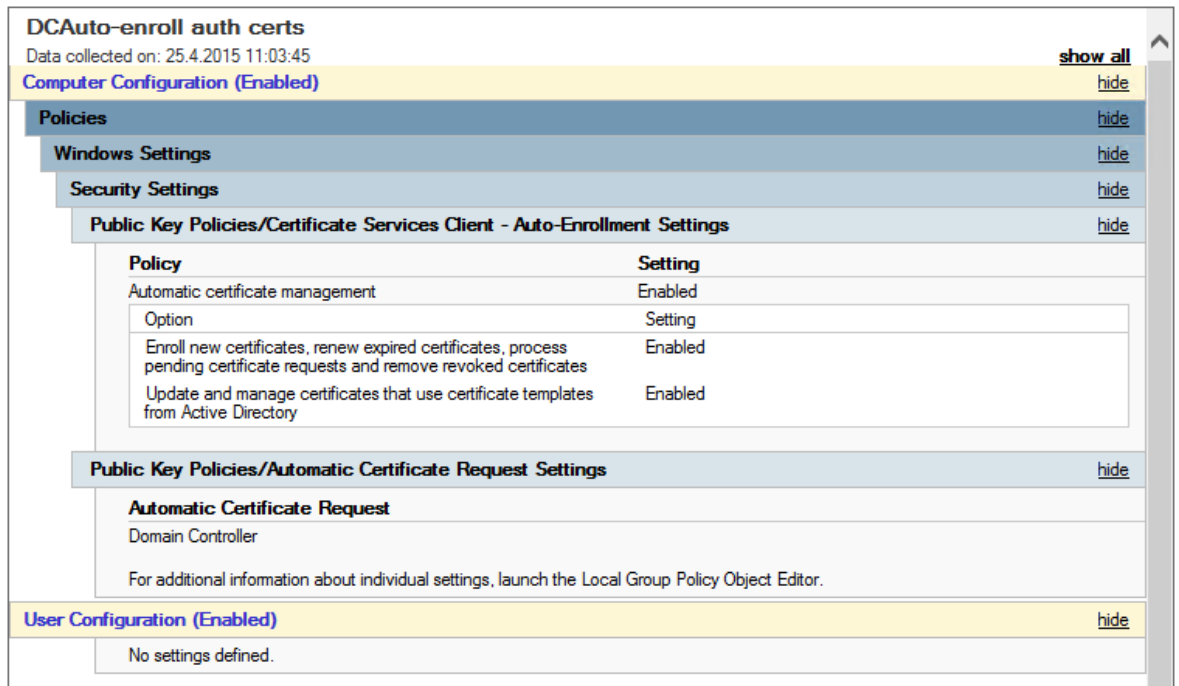 DCAuto-enroll auth certs
Data collected on: 25.4.2015 11:03:45 show all
Computer Configuration (Enabled) hide
Policies hide
Windows Settings hide
Security Settings hide
Public Key Policies/Certificate Services Client - Auto-Enrollment Settings hide
Policy Setting
Automatic certificate management Enabled
Option Setting
Enroll new certificates, renew expired certificates, process Enabled
pending certificate requests and remove revoked certificates
Update and manage certificates that use certificate templates Enabled
from Active Directory
Public Key Policies/Automatic Certificate Request Settings hide
Automatic Certificate Request
Domain Controller
For additional information about individual settings, launch the Local Group Policy Object Editor.
User Configuration (Enabled) hide
No settings defined.